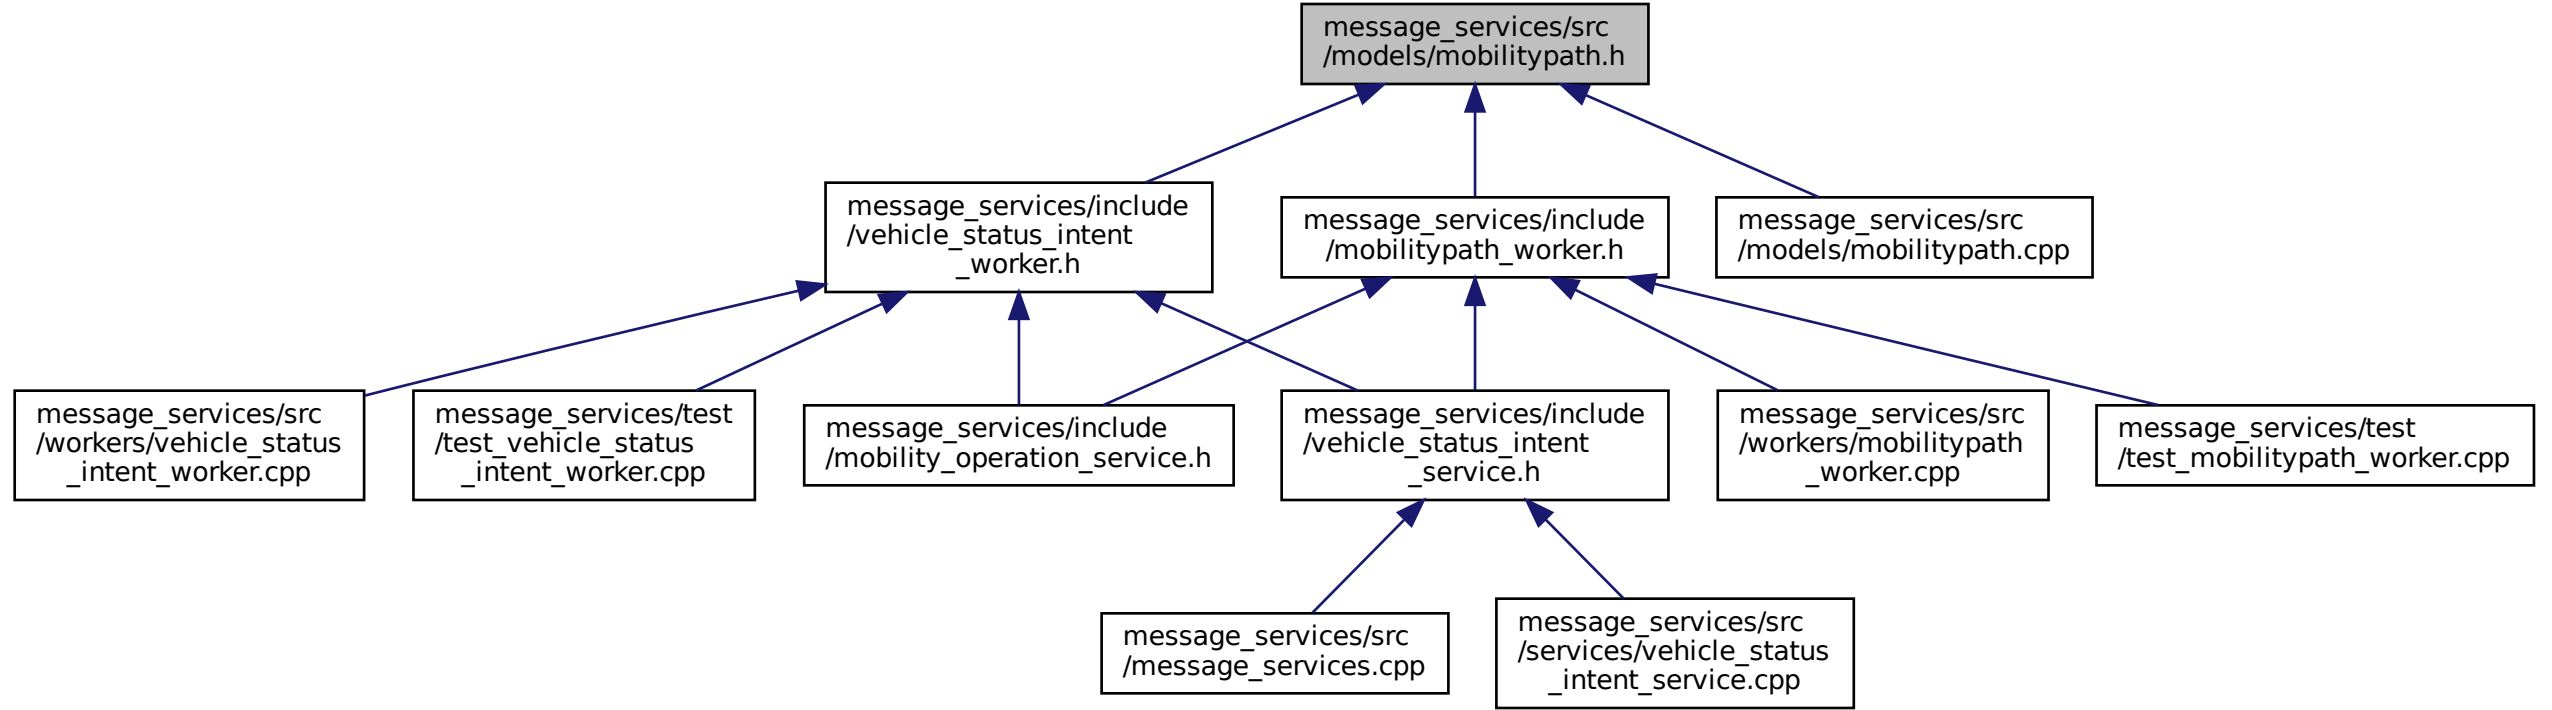 message_services/src
/models/mobilitypath.h
message_services/include
/vehicle_status_intent
_worker.h
message_services/include
/mobilitypath_worker.h
message_services/src
/models/mobilitypath.cpp
message_services/src
/workers/vehicle_status
_intent_worker.cpp
message_services/test
/test_vehicle_status
_intent_worker.cpp
message_services/include
/mobility_operation_service.h
message_services/include
/vehicle_status_intent
_service.h
message_services/src
/workers/mobilitypath
_worker.cpp
message_services/test
/test_mobilitypath_worker.cpp
message_services/src
/message_services.cpp
message_services/src
/services/vehicle_status
_intent_service.cpp